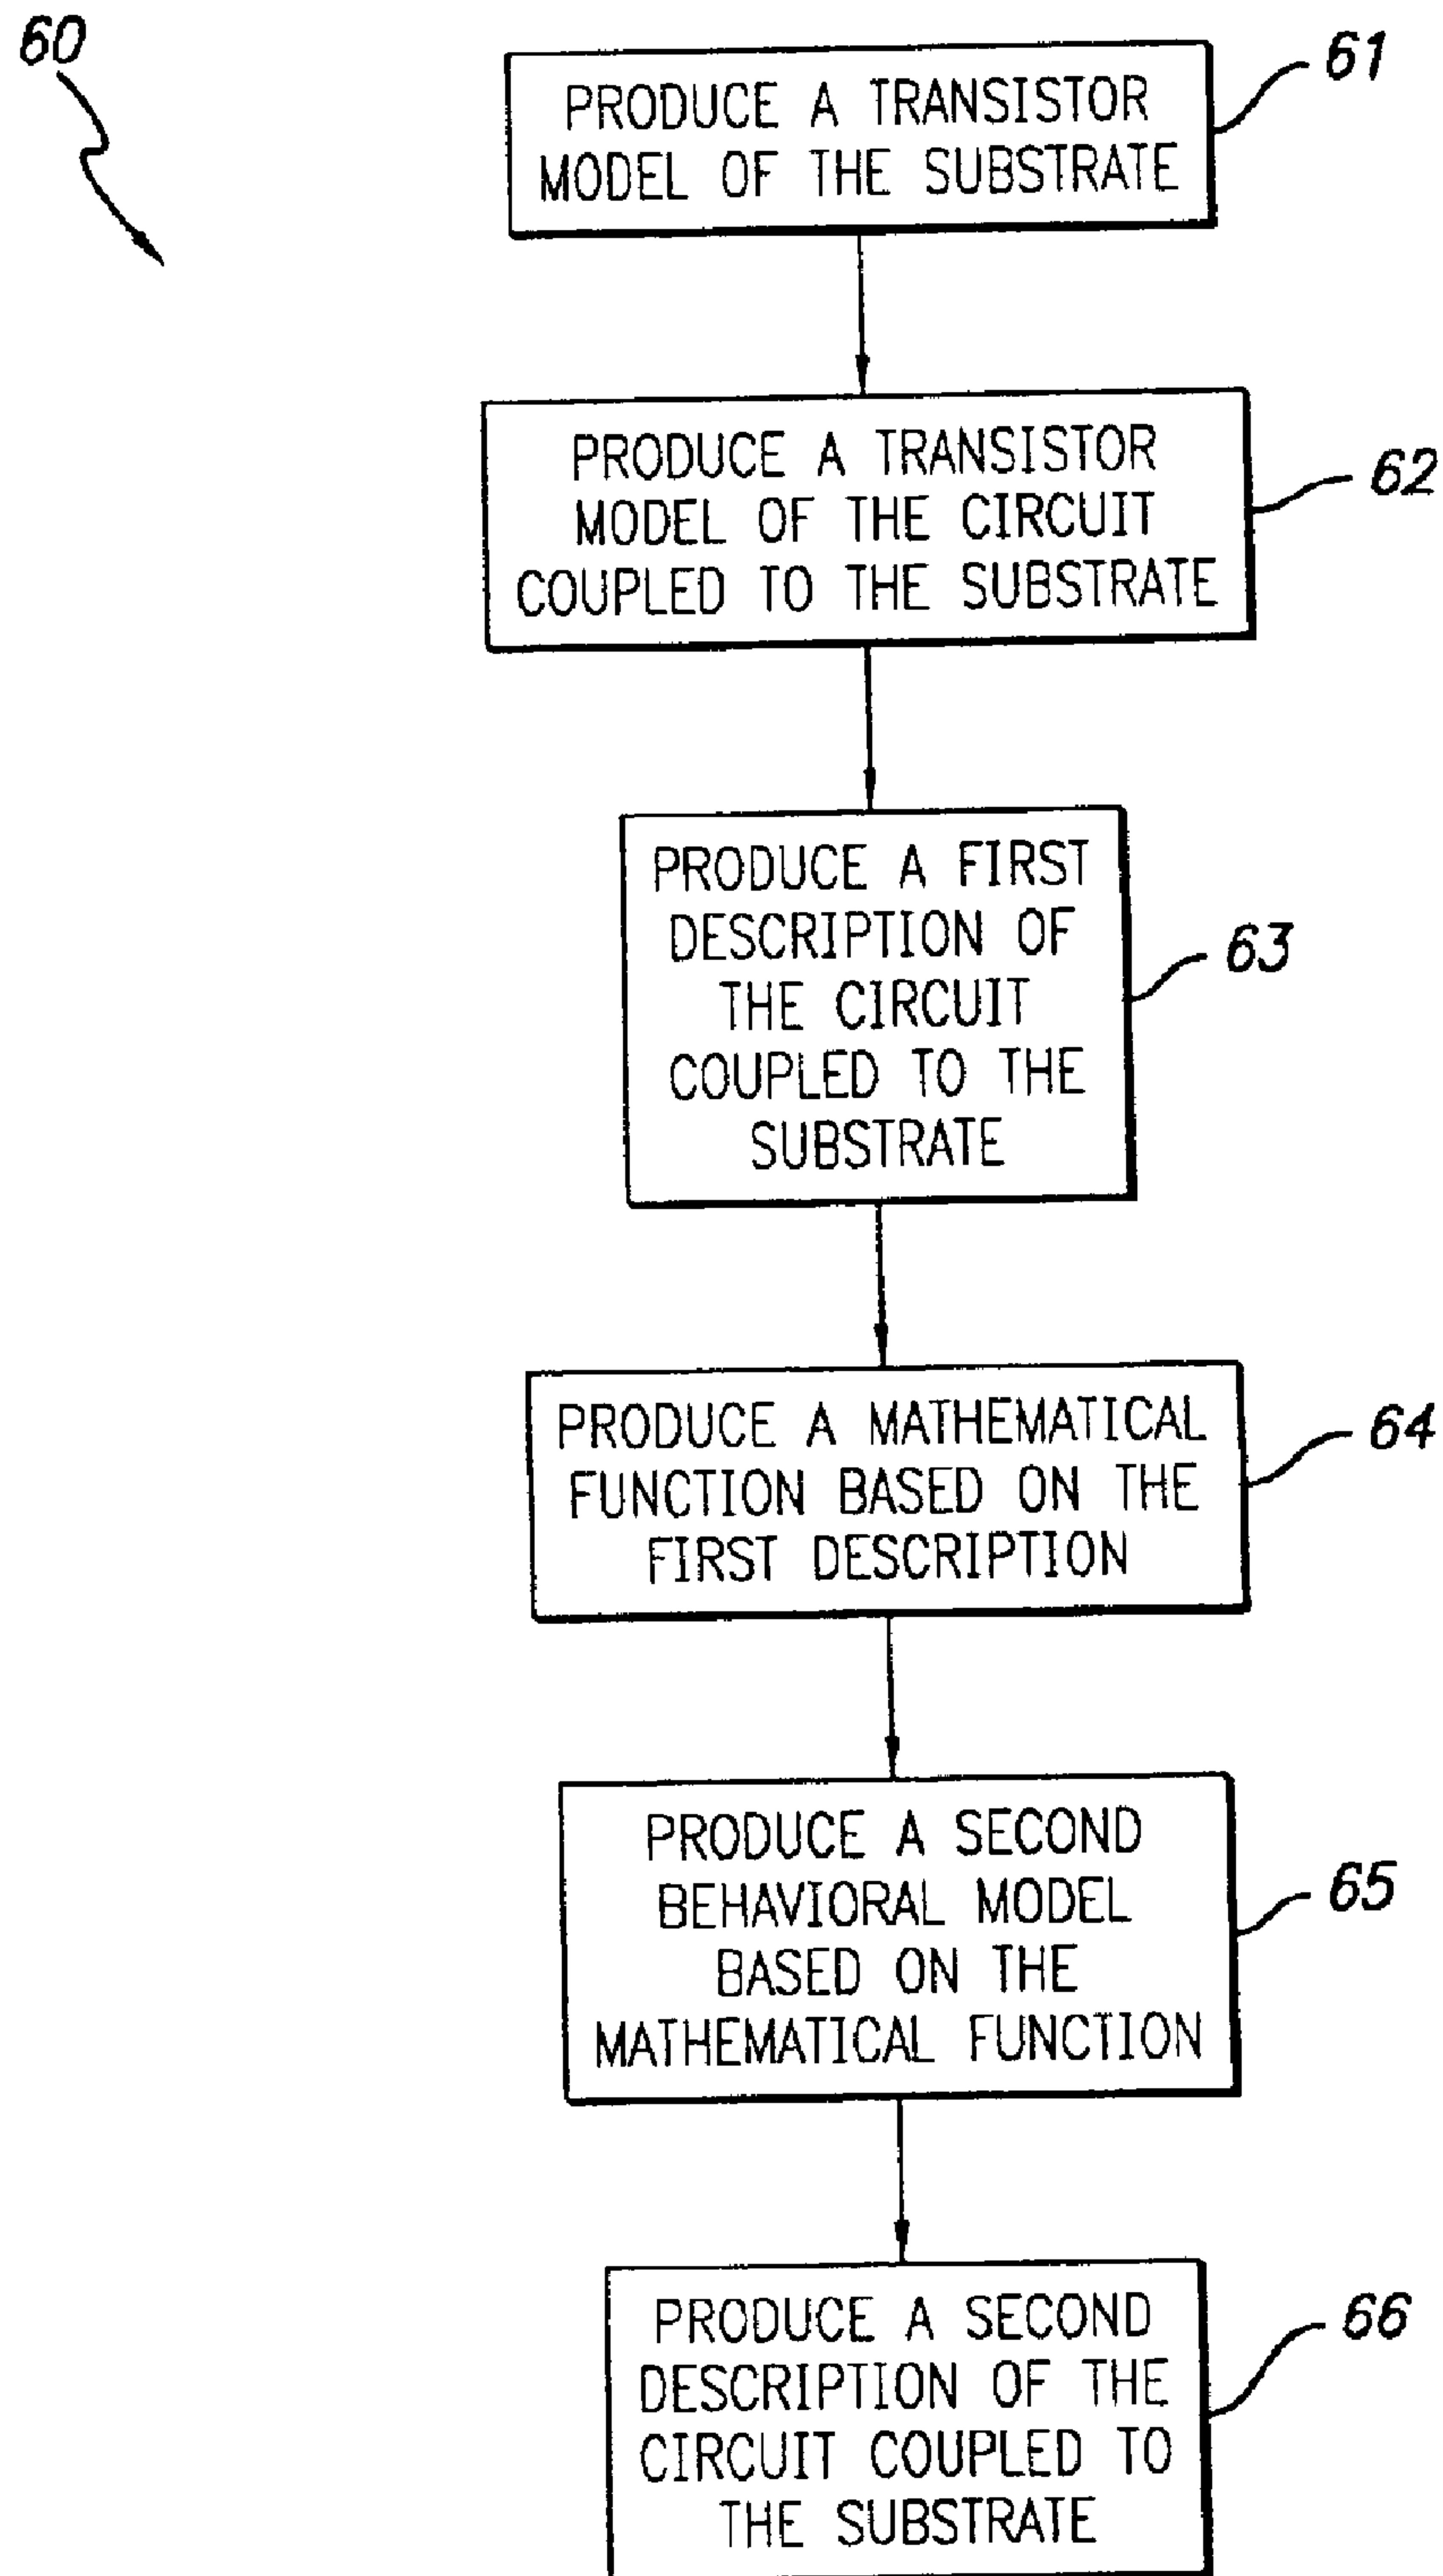 60
PRODUCE A TRANSISTOR
MODEL OF THE SUBSTRATE
61
PRODUCE A TRANSISTOR
MODEL OF THE CIRCUIT
COUPLED TO THE SUBSTRATE
62
PRODUCE A FIRST
DESCRIPTION OF
THE CIRCUIT
COUPLED TO THE
SUBSTRATE
63
PRODUCE A MATHEMATICAL
FUNCTION BASED ON THE
FIRST DESCRIPTION
64
PRODUCE A SECOND
BEHAVIORAL MODEL
BASED ON THE
MATHEMATICAL FUNCTION
65
PRODUCE A SECOND
DESCRIPTION OF THE
CIRCUIT COUPLED TO
THE SUBSTRATE
66